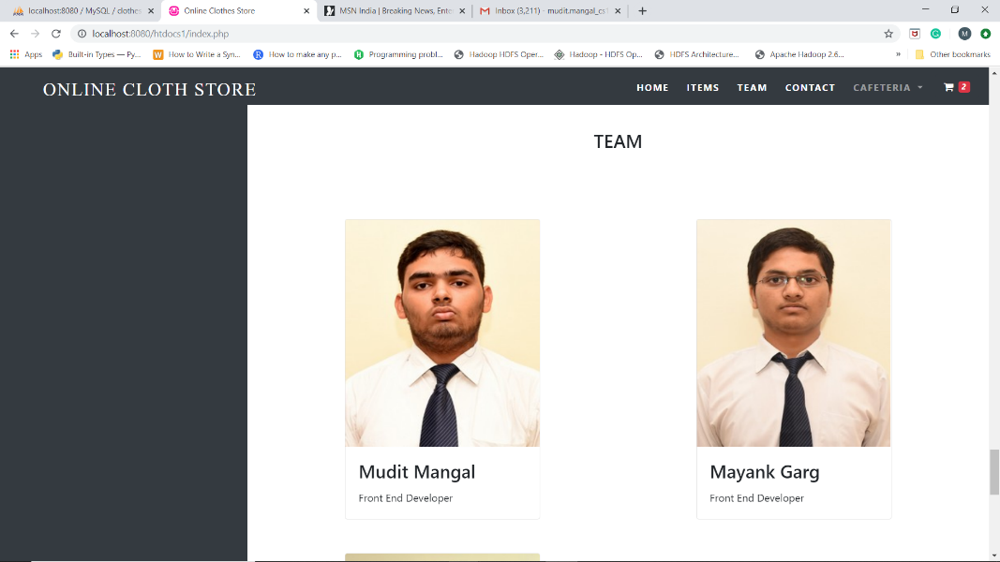 localhost:8080 / MySQL / clothes
Online Clothes Store
MSN India | Breaking News, Ente
Inbox (3,211) - mudit.mangal_cs1
localhost:8080/htdocs1/index.php
M
Apps
Built-in Types — Py...
How to Write a Syn...
How to make any p...
Programming probl...
Hadoop HDFS Oper...
Hadoop - HDFS Op...
HDFS Architecture...
Apache Hadoop 2.6...
»
Other bookmarks
ONLINE CLOTH STORE
HOME
ITEMS
TEAM
CONTACT
CAFETERIA
2
TEAM
Mudit Mangal
Front End Developer
Mayank Garg
Front End Developer